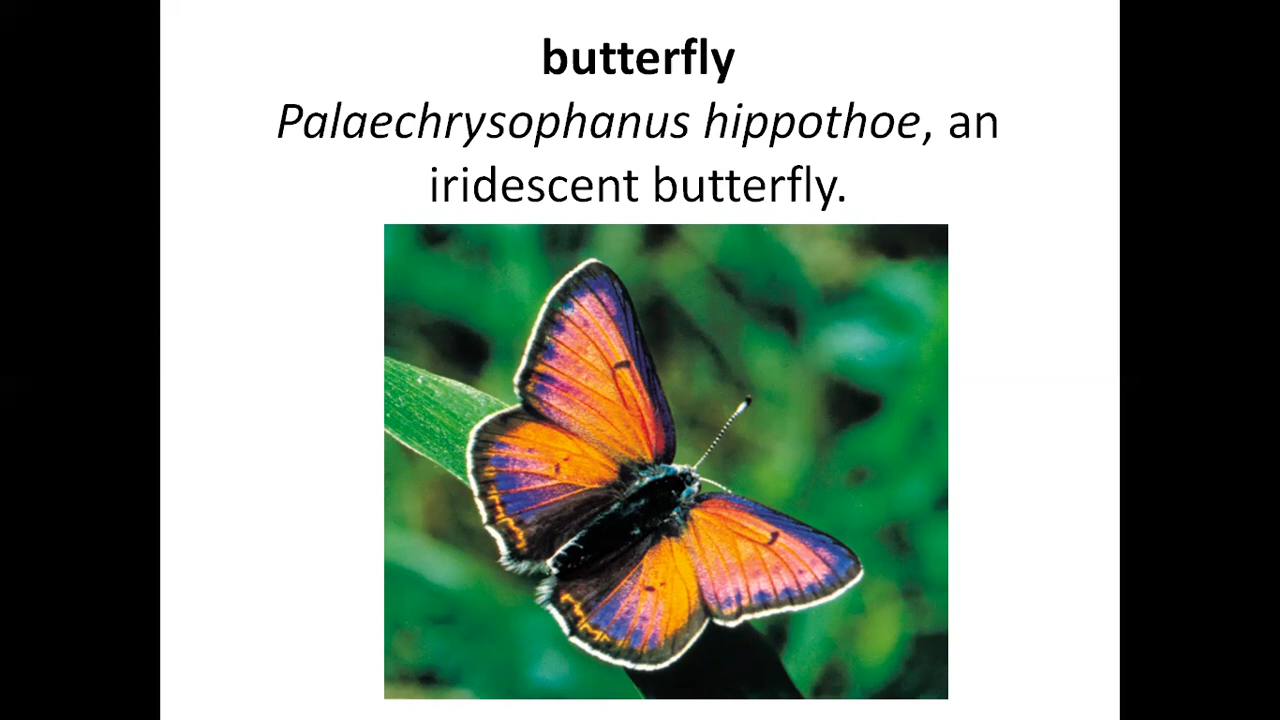 butterfly
Palaechrysophanus hippothoe, an
iridescent butterfly.